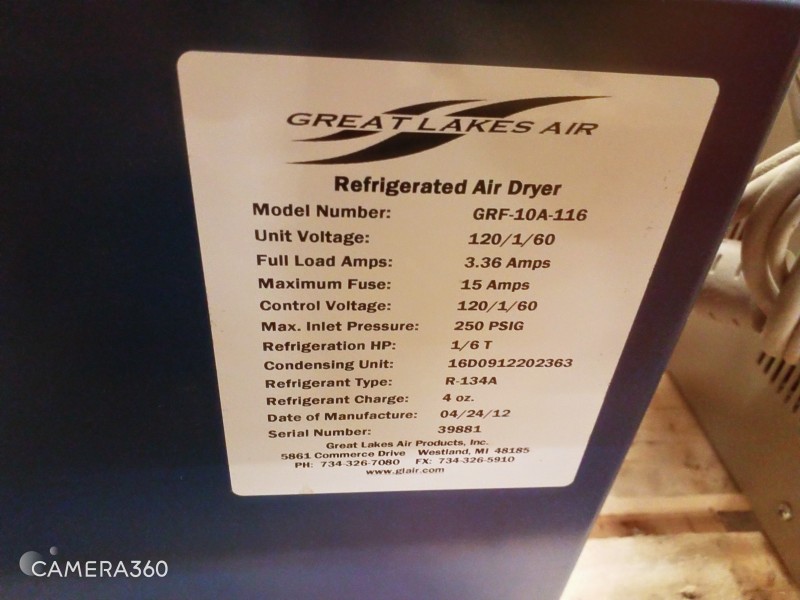 GREAT LAKES AIR
Refrigerated Air Dryer
Model Number: GRF-10A-116
Unit Voltage: 120/1/60
Full Load Amps: 3.36 Amps
Maximum Fuse: 15 Amps
Control Voltage: 120/1/60
Max. Inlet Pressure: 250 PSIG
Refrigeration HP: 1/6 T
Condensing Unit: 16D0912202363
Refrigerant Type: R-134A
Refrigerant Charge: 4 oz.
Date of Manufacture: 04/24/12
Serial Number: 39881
Great Lakes Air Products, Inc.
5861 Commerce Drive Westland, MI 48185
PH: 734-326-7080 FX: 734-326-5910
www.glair.com
CAMERA360